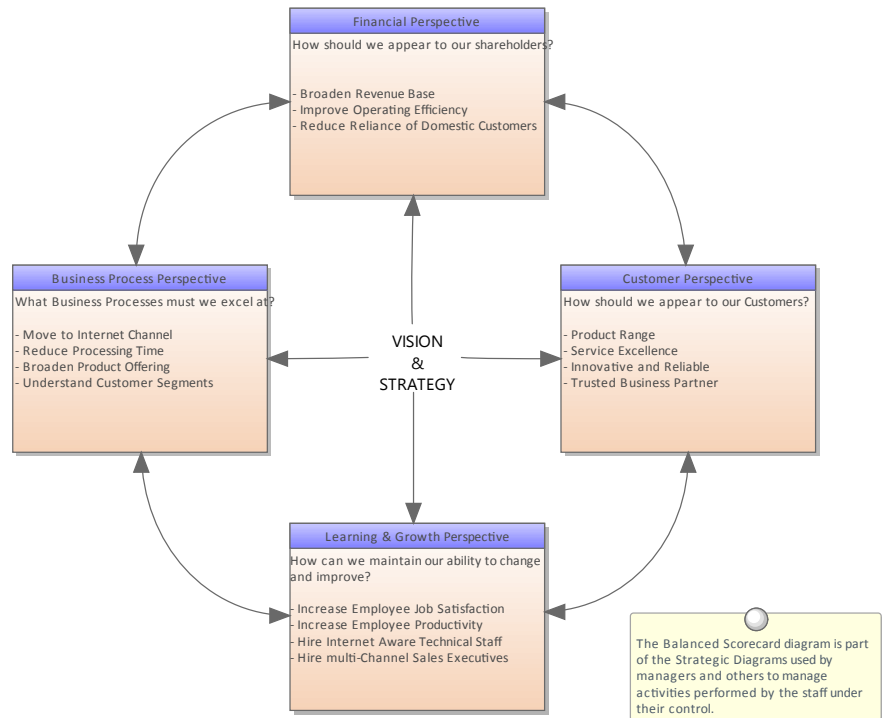 Financial Perspective
How should we appear to our shareholders?
- Broaden Revenue Base
- Improve Operating Efficiency
- Reduce Reliance of Domestic Customers
Business Process Perspective
What Business Processes must we excel at?
- Move to Internet Channel
- Reduce Processing Time
- Broaden Product Offering
- Understand Customer Segments
VISION
&
STRATEGY
Customer Perspective
How should we appear to our Customers?
- Product Range
- Service Excellence
- Innovative and Reliable
- Trusted Business Partner
Learning & Growth Perspective
How can we maintain our ability to change
and improve?
- Increase Employee Job Satisfaction
- Increase Employee Productivity
- Hire Internet Aware Technical Staff
- Hire multi-Channel Sales Executives
The Balanced Scorecard diagram is part
of the Strategic Diagrams used by
managers and others to manage
activities performed by the staff under
their control.